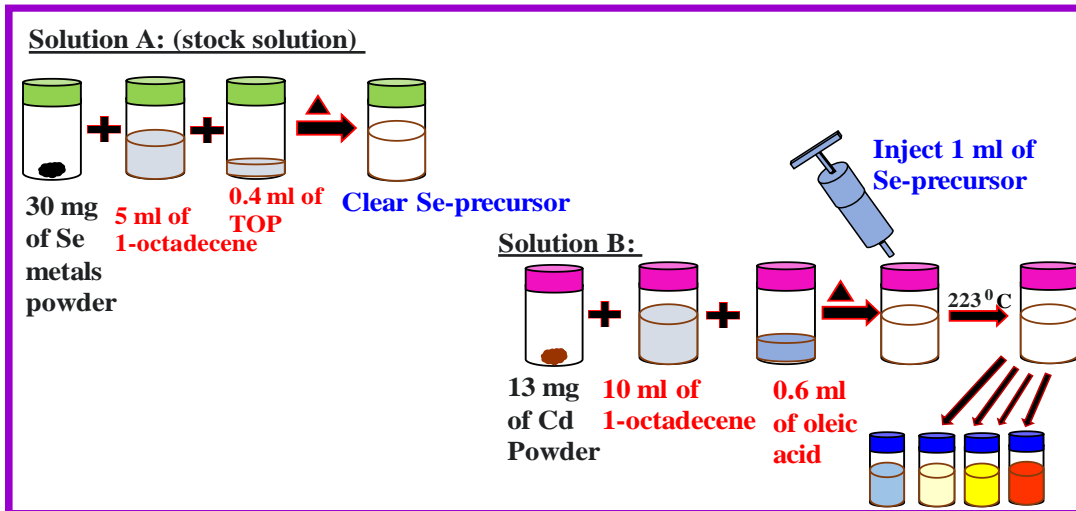 Solution A: (stock solution)
30 mg
of Se
metals
powder
5 ml of
1-octadecene
0.4 ml of
TOP
Clear Se-precursor
Inject 1 ml of
Se-precursor
Solution B:
13 mg
of Cd
Powder
10 ml of
1-octadecene
0.6 ml
of oleic
acid
223 ⁰ C